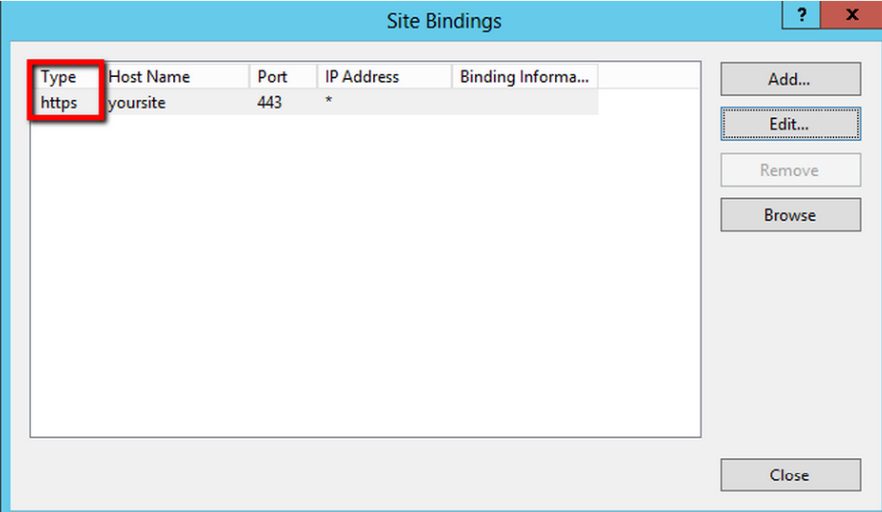 Site Bindings
? x
Type Host Name Port IP Address Binding Informa...
https yoursite 443 *
Add...
Edit...
Remove
Browse
Close